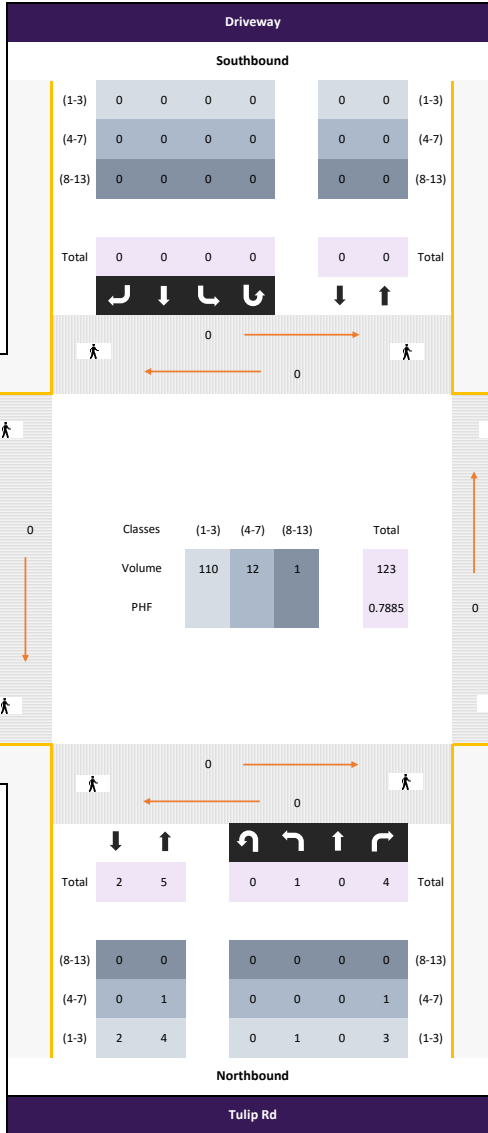 Driveway
Southbound
(1-3) 0 0 0 0 0 0 (1-3)
(4-7) 0 0 0 0 0 0 (4-7)
(8-13) 0 0 0 0 0 0 (8-13)
Total 0 0 0 0 0 0 Total
0
0
0
Classes (1-3) (4-7) (8-13) Total
Volume 110 12 1 123
PHF 0.7885
0
0
0
Total 2 5 0 1 0 4 Total
(8-13) 0 0 0 0 0 0 (8-13)
(4-7) 0 1 0 0 0 1 (4-7)
(1-3) 2 4 0 1 0 3 (1-3)
Northbound
Tulip Rd